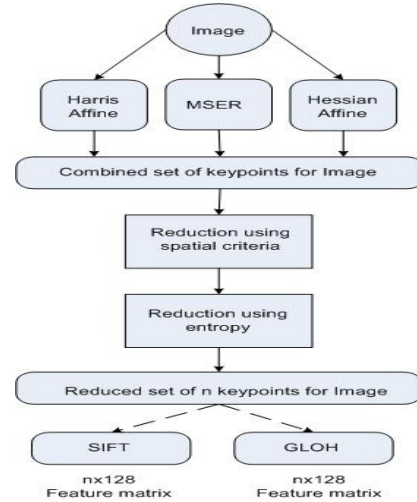 Image
Harris
Affine
MSER
Hessian
Affine
Combined set of keypoints for Image
Reduction using
spatial criteria
Reduction using
entropy
Reduced set of n keypoints for Image
SIFT
GLOH
nx128
Feature matrix
nx128
Feature matrix